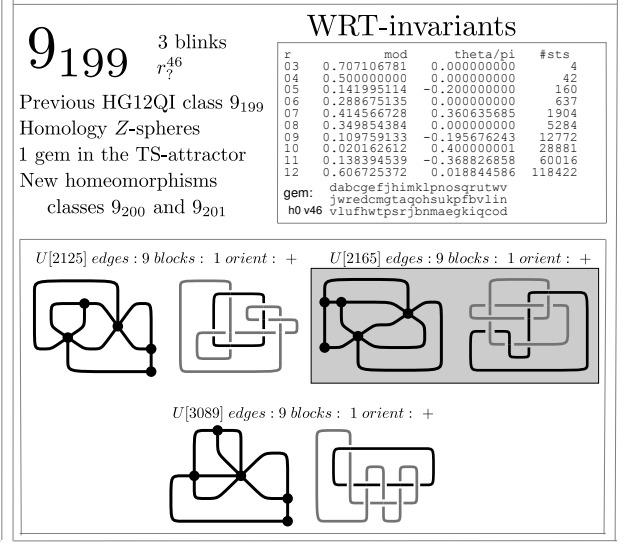 9_199
3 blinks
r_?^46
Previous HG12QI class 9_199
Homology Z-spheres
1 gem in the TS-attractor
New homeomorphisms
classes 9_200 and 9_201
WRT-invariants
r mod theta/pi #sts
03 0.707106781 0.000000000 4
04 0.500000000 0.000000000 42
05 0.141995114 −0.200000000 160
06 0.288675135 0.000000000 637
07 0.414566728 0.360635685 1904
08 0.349854384 0.000000000 5284
09 0.109759133 −0.195676243 12772
10 0.020162612 0.400000001 28881
11 0.138394539 −0.368826858 60016
12 0.606725372 0.018844586 118422
gem: dabcgefjhimklpnosqrutwv
jwredcmgtaqohsukpfbvlin
h0 v46 vlufhwtpsrjbnmaegkiqcod
U[2125] edges : 9 blocks : 1 orient : +
U[2165] edges : 9 blocks : 1 orient : +
U[3089] edges : 9 blocks : 1 orient : +